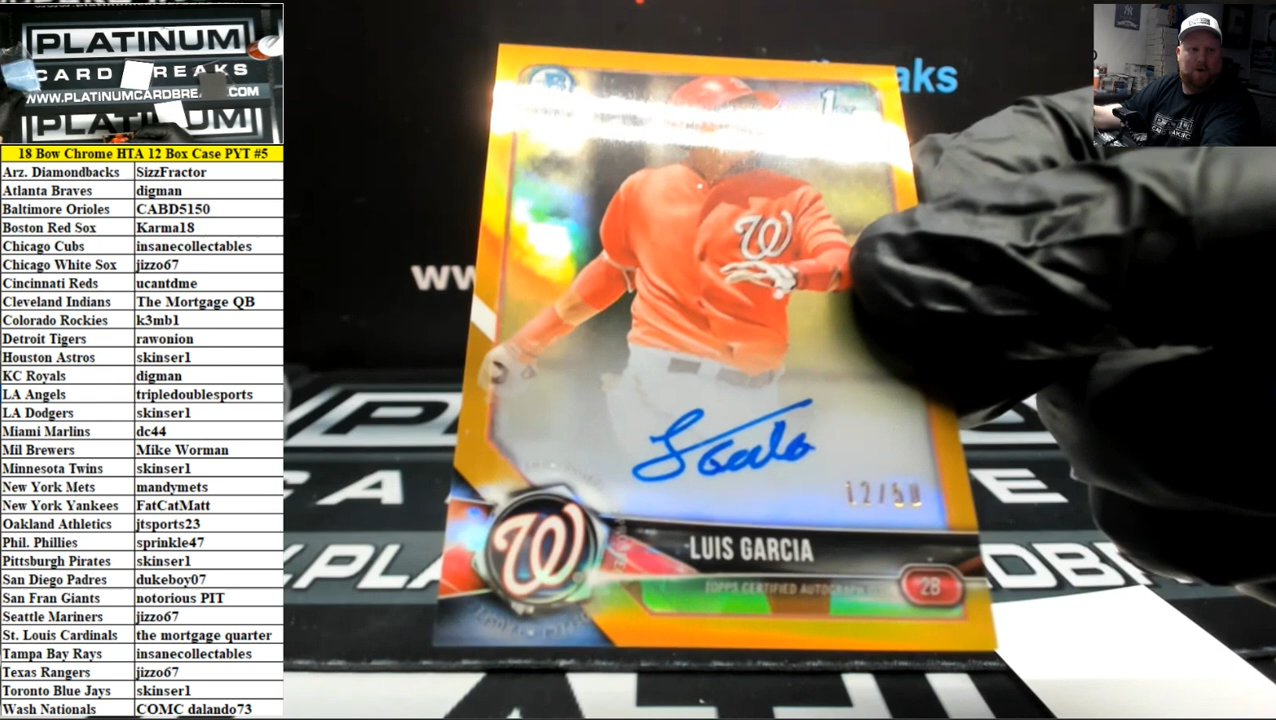 PLATINUM
CARD BREAKS
WWW.PLATINUMCARDBRE COM
PLATI UM
18 Bow Chrome HTA 12 Box Case PYT #5
Arz. Diamondbacks SizzFractor
Atlanta Braves digman
Baltimore Orioles CABD5150
Boston Red Sox Karma18
Chicago Cubs insanecollectables
Chicago White Sox jizzo67
Cincinnati Reds ucantdme
Cleveland Indians The Mortgage QB
Colorado Rockies k3mb1
Detroit Tigers rawonion
Houston Astros skinser1
KC Royals digman
LA Angels tripledoublesports
LA Dodgers skinser1
Miami Marlins dc44
Mil Brewers Mike Worman
Minnesota Twins skinser1
New York Mets mandymets
New York Yankees FatCatMatt
Oakland Athletics jtsports23
Phil. Phillies sprinkle47
Pittsburgh Pirates skinser1
San Diego Padres dukeboy07
San Fran Giants notorious PIT
Seattle Mariners jizzo67
St. Louis Cardinals the mortgage quarter
Tampa Bay Rays insanecollectables
Texas Rangers jizzo67
Toronto Blue Jays skinser1
Wash Nationals COMC dalando73
B
1st
W
12/50
W
LUIS GARCIA
TOPPS CERTIFIED AUTOGRAPH
2B